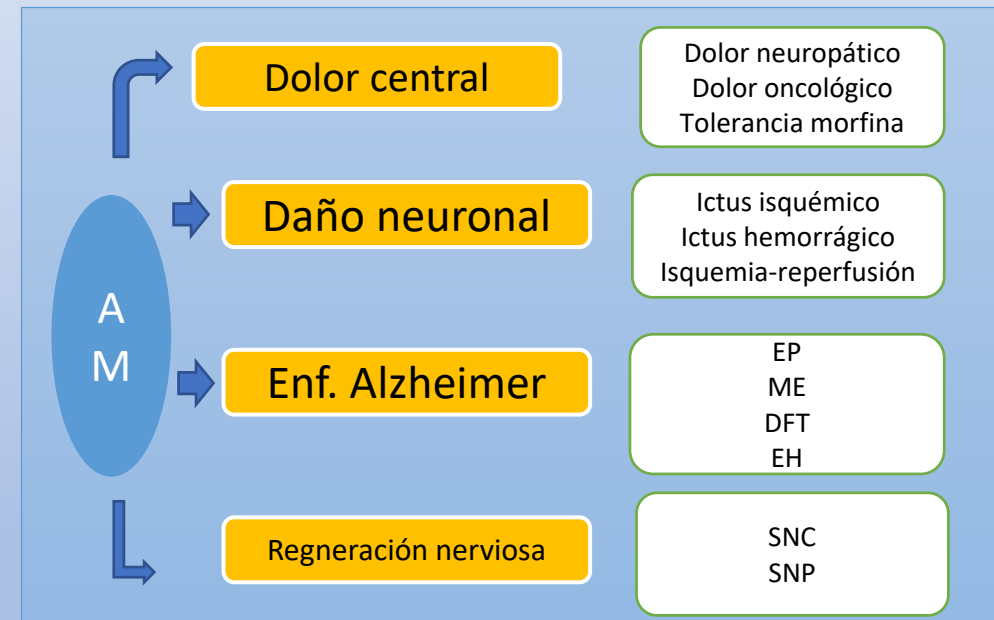 Dolor central
Dolor neuropático
Dolor oncológico
Tolerancia morfina
Daño neuronal
Ictus isquémico
Ictus hemorrágico
Isquemia-reperfusión
A
M
Enf. Alzheimer
EP
ME
DFT
EH
Regneración nerviosa
SNC
SNP